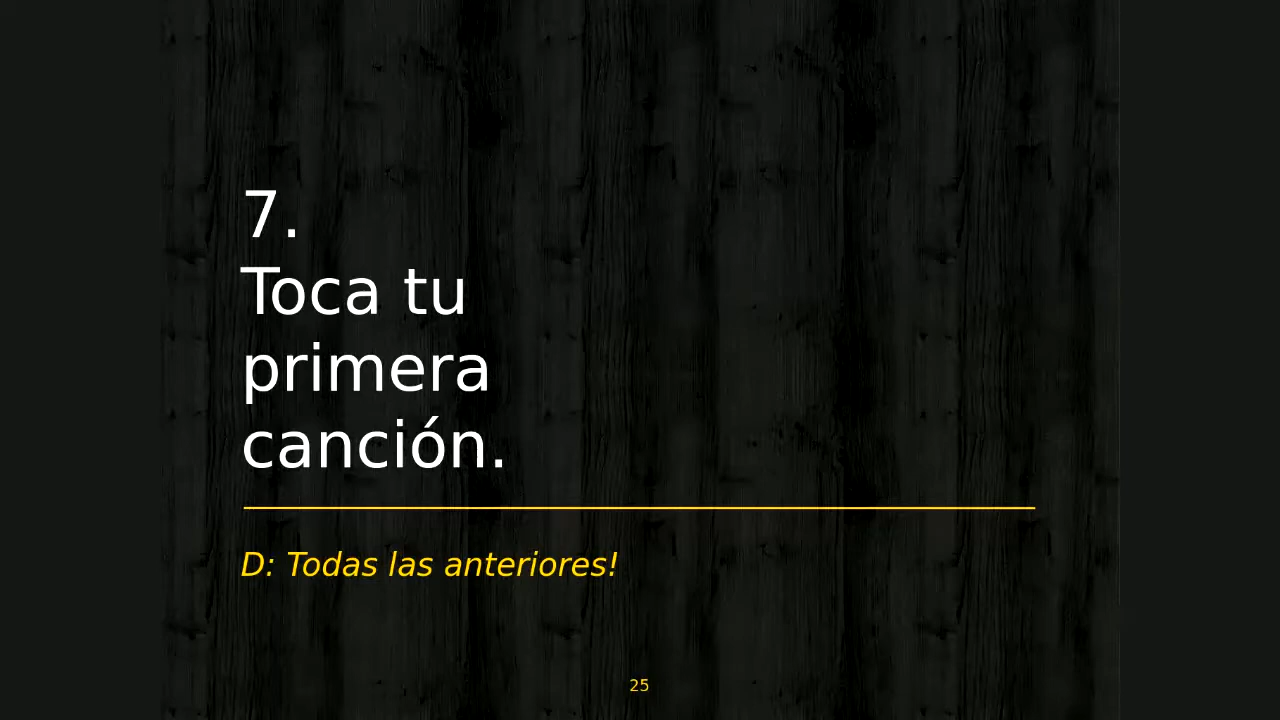 7.
Toca tu
primera
canción.
D: Todas las anteriores!
25